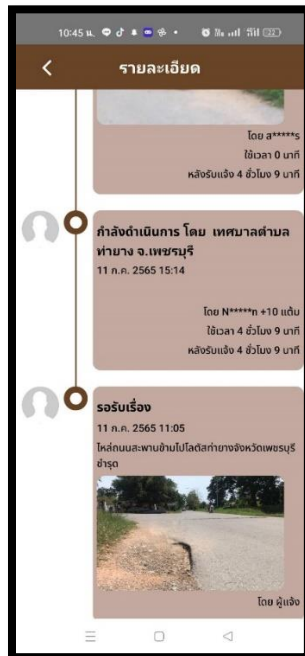 10:45 น.
รายละเอียด
โดย a*****s
ใช้เวลา 0 นาที
หลังรับแจ้ง 4 ชั่วโมง 9 นาที
กำลังดำเนินการ โดย เทศบาลตำบล
ท่ายาง จ.เพชรบุรี
11 ก.ค. 2565 15:14
โดย N*****n +10 แต้ม
ใช้เวลา 4 ชั่วโมง 9 นาที
หลังรับแจ้ง 4 ชั่วโมง 9 นาที
รอรับเรื่อง
11 ก.ค. 2565 11:05
ไหล่ถนนสะพานข้ามไปโลตัสท่ายางจังหวัดเพชรบุรี
ชำรุด
โดย ผู้แจ้ง